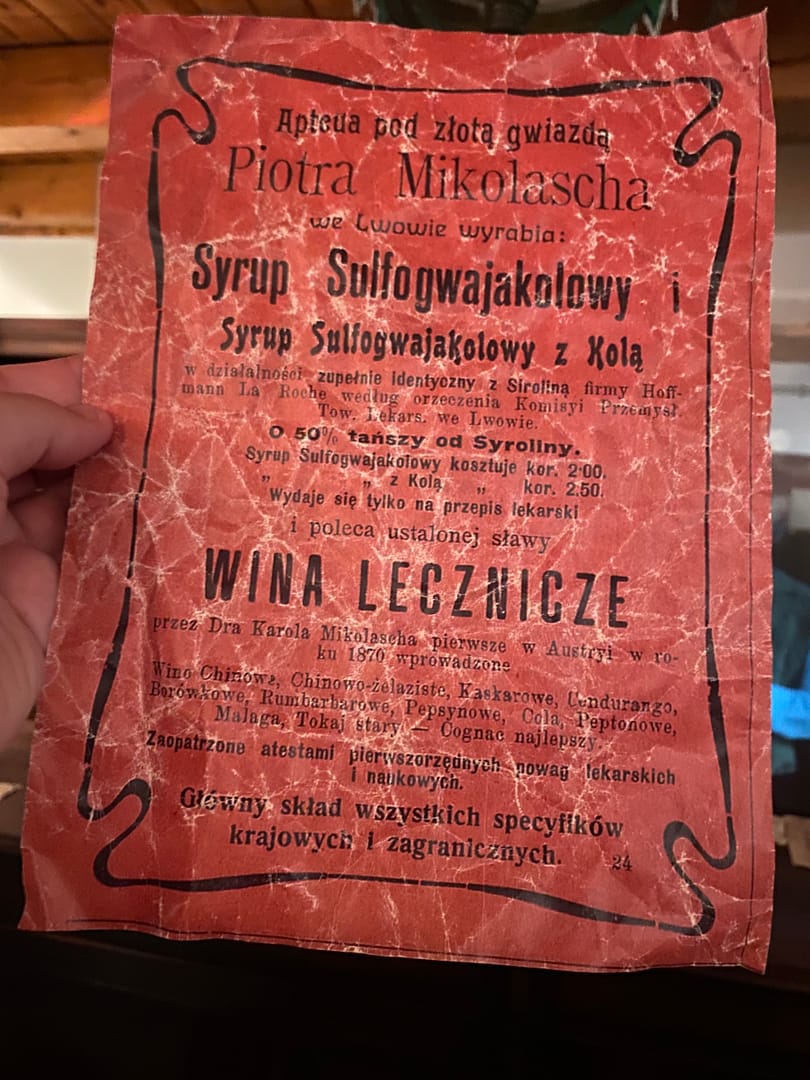 Apteua pod złotą gwiazdą
Piotra Mikolascha
we Lwowie wyrabia:
Syrup Sulfogwajakolowy i
Syrup Sulfogwajakolowy z Kolą
w działalności zupełnie identyczny z Siroliną firmy Hoff-
mann La Roche według orzeczenia Komisyi Przemysł.
Tow. Lekars. we Lwowie.
O 50% tańszy od Syroliny.
Syrup Sulfogwajakolowy kosztuje kor. 2·00.
„ „ z Kolą „ kor. 2.50.
Wydaje się tylko na przepis lekarski
i poleca ustalonej sławy
WINA LECZNICZE
przez Dra Karola Mikolascha pierwsze w Austryi w ro-
ku 1870 wprowadzone
Wino Chinowe, Chinowo-żelaziste, Kaskarowe, Condurango,
Borówkowe, Rumbarbarowe, Pepsynowe, Cola, Peptonowe,
Malaga, Tokaj stary — Cognac najlepszy.
Zaopatrzone atestami pierwszorzędnych powag lekarskich
i naukowych.
Główny skład wszystkich specyfików
krajowych i zagranicznych. 24